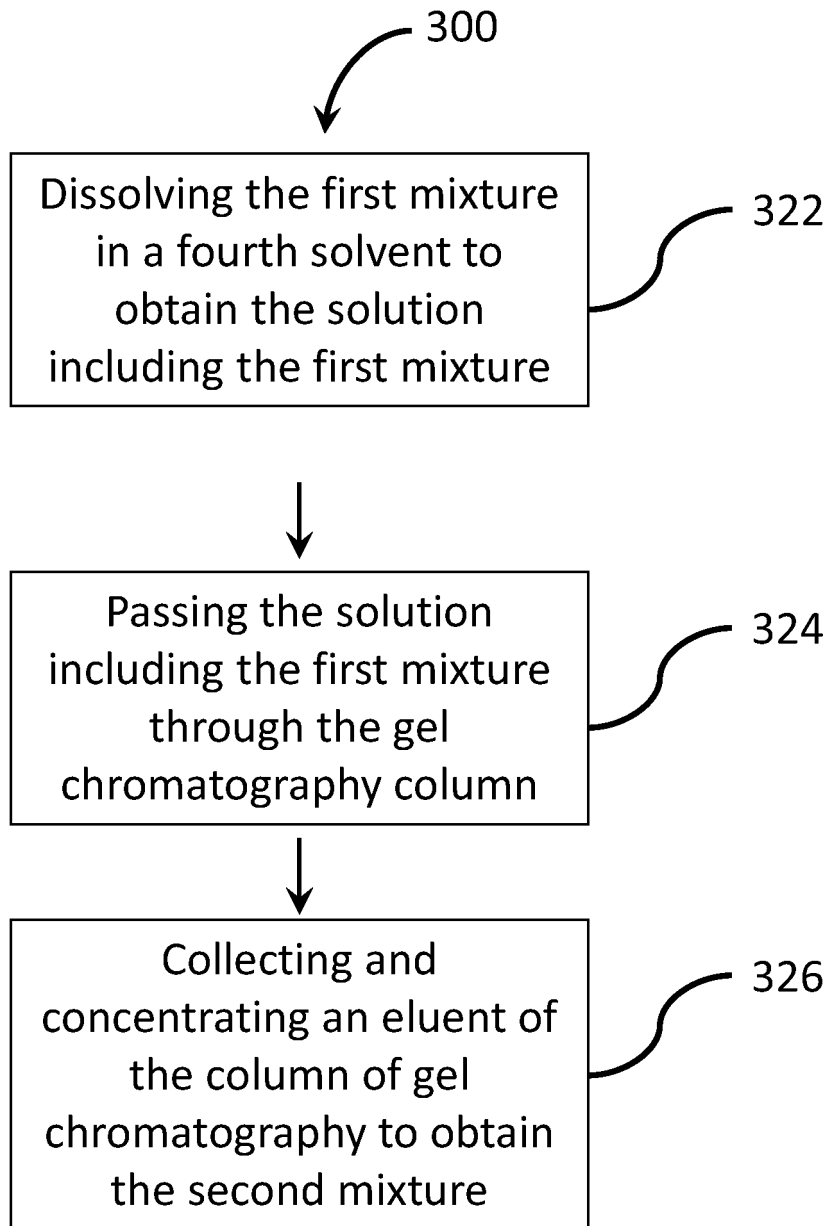 300
Dissolving the first mixture
in a fourth solvent to
obtain the solution
including the first mixture
322
Passing the solution
including the first mixture
through the gel
chromatography column
324
Collecting and
concentrating an eluent of
the column of gel
chromatography to obtain
the second mixture
326